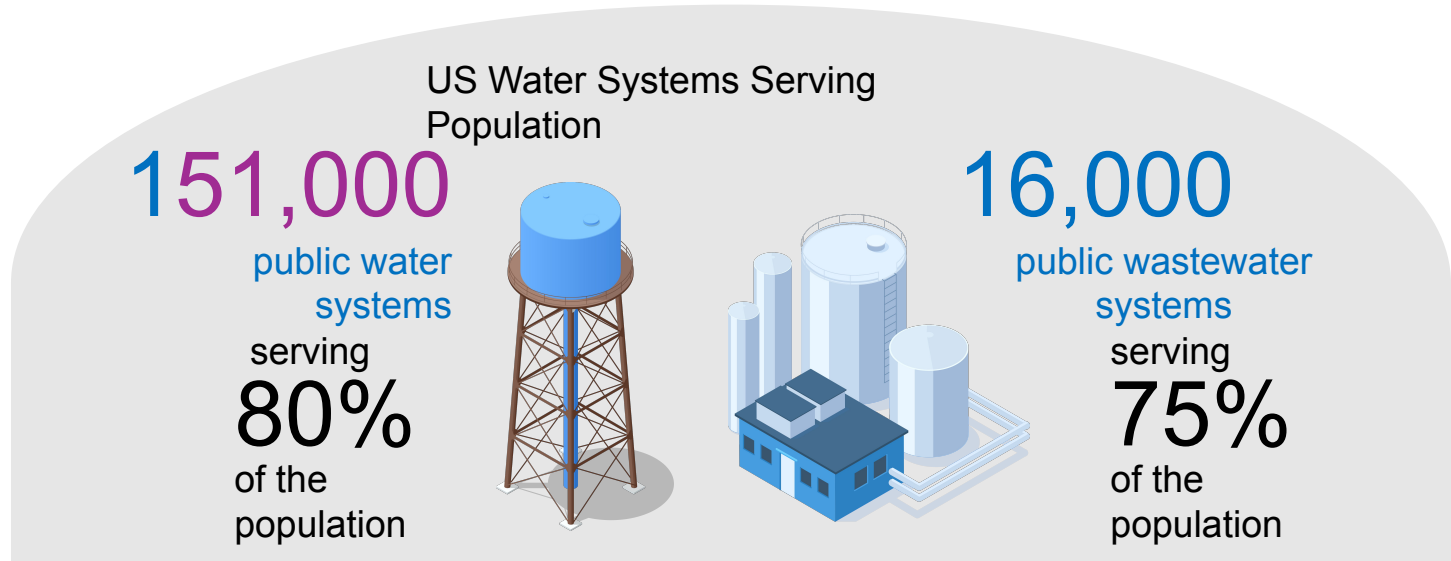 US Water Systems Serving
Population
151,000
public water
systems
serving
80%
of the
population
16,000
public wastewater
systems
serving
75%
of the
population